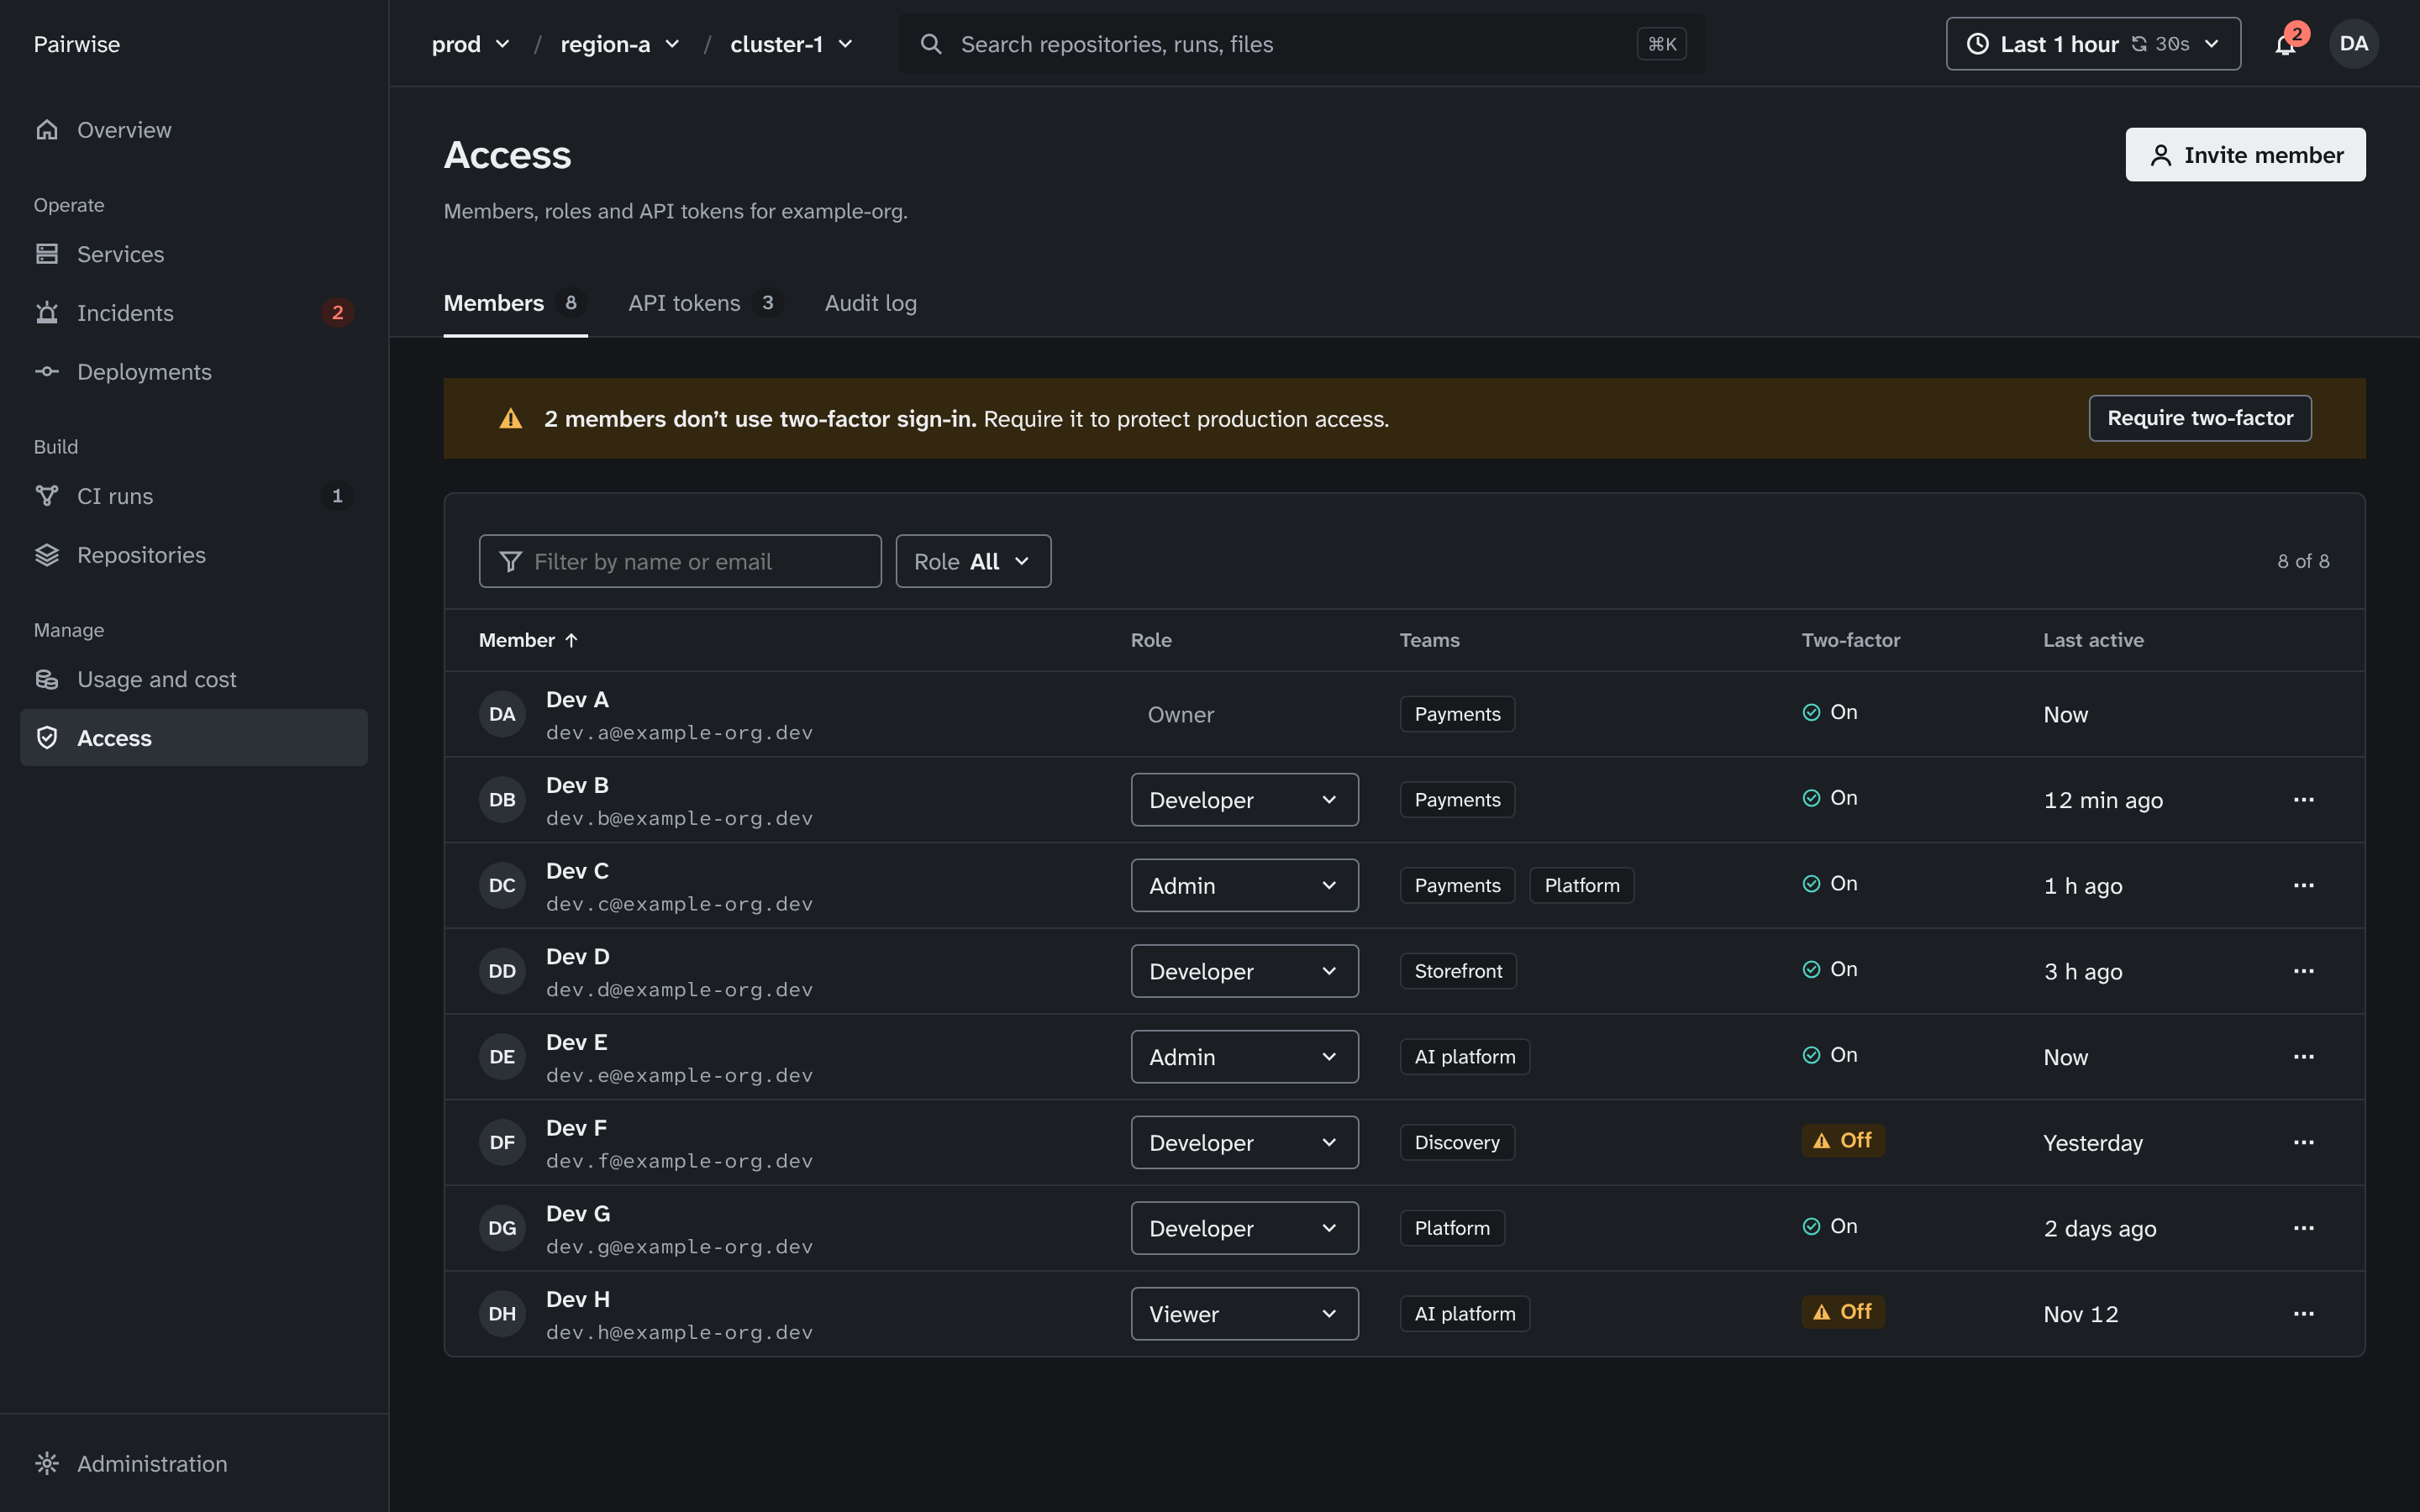 Pairwise
prod / region-a / cluster-1
Search repositories, runs, files ⌘K
Last 1 hour 30s
2
DA
Overview
Operate
Services
Incidents 2
Deployments
Build
CI runs 1
Repositories
Manage
Usage and cost
Access
Administration
Access
Invite member
Members, roles and API tokens for example-org.
Members 8 API tokens 3 Audit log
2 members don’t use two-factor sign-in. Require it to protect production access.
Require two-factor
Filter by name or email Role All 8 of 8
Member ↑ Role Teams Two-factor Last active
DA Dev A Owner Payments On Now
dev.a@example-org.dev
DB Dev B Developer Payments On 12 min ago
dev.b@example-org.dev
DC Dev C Admin Payments Platform On 1 h ago
dev.c@example-org.dev
DD Dev D Developer Storefront On 3 h ago
dev.d@example-org.dev
DE Dev E Admin AI platform On Now
dev.e@example-org.dev
DF Dev F Developer Discovery Off Yesterday
dev.f@example-org.dev
DG Dev G Developer Platform On 2 days ago
dev.g@example-org.dev
DH Dev H Viewer AI platform Off Nov 12
dev.h@example-org.dev